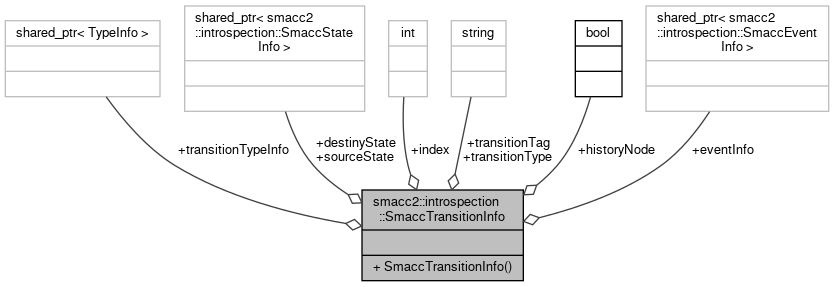 shared_ptr< TypeInfo >
shared_ptr< smacc2
::introspection::SmaccState
Info >
int
string
bool
shared_ptr< smacc2
::introspection::SmaccEvent
Info >
+transitionTypeInfo
+destinyState
+sourceState
+index
+transitionTag
+transitionType
+historyNode
+eventInfo
smacc2::introspection
::SmaccTransitionInfo
+ SmaccTransitionInfo()